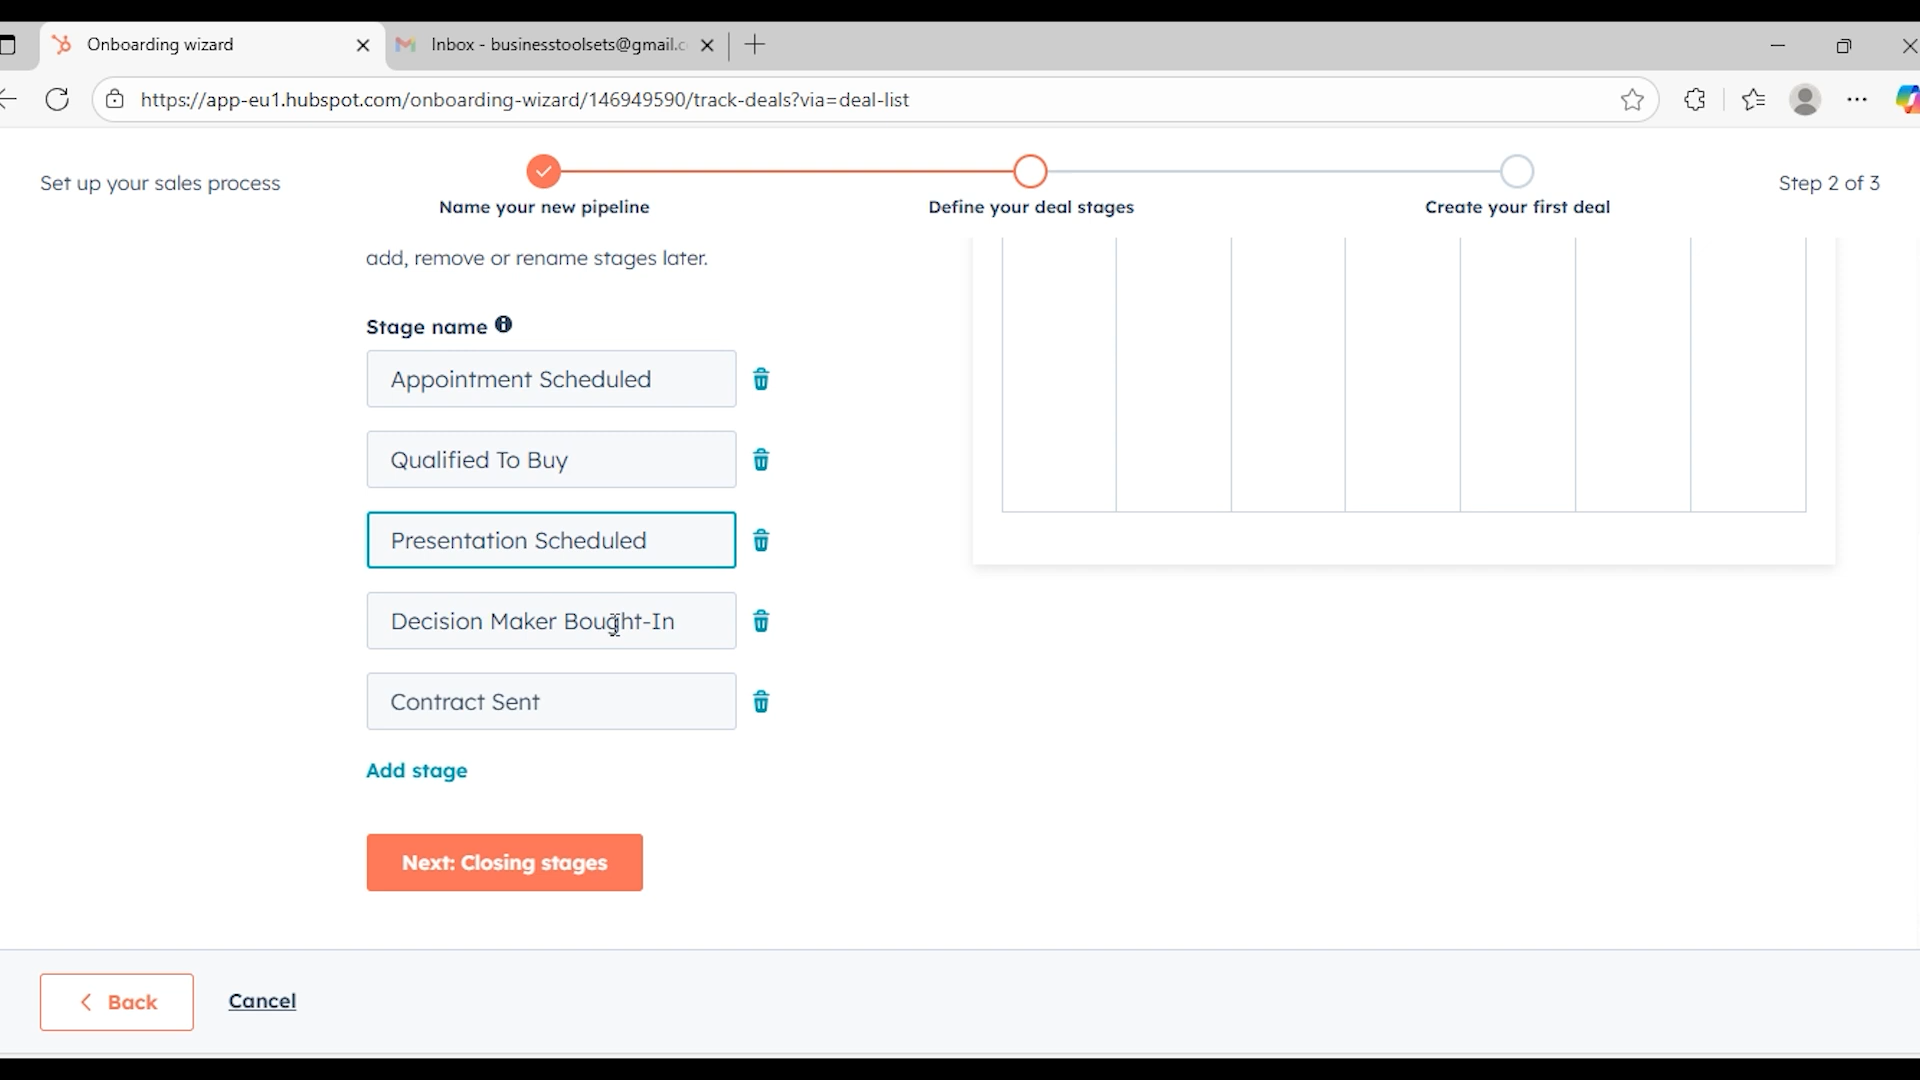 Onboarding wizard
Inbox - businesstoolsets@gmail.c
https://app-eu1.hubspot.com/onboarding-wizard/146949590/track-deals?via=deal-list
Set up your sales process
Name your new pipeline
Define your deal stages
Create your first deal
Step 2 of 3
add, remove or rename stages later.
Stage name
Appointment Scheduled
Qualified To Buy
Presentation Scheduled
Decision Maker Bought-In
Contract Sent
Add stage
Next: Closing stages
Back
Cancel